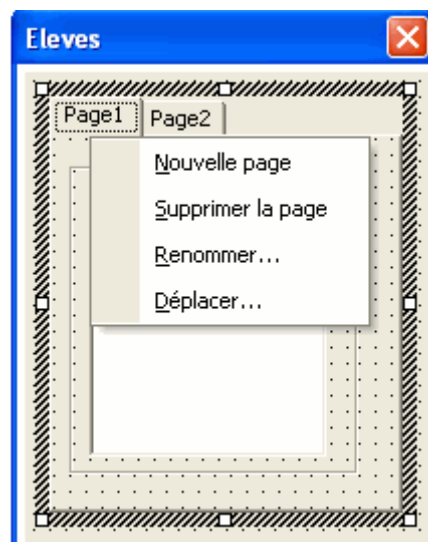 Eleves
Page1 Page2
Nouvelle page
Supprimer la page
Renommer...
Déplacer...